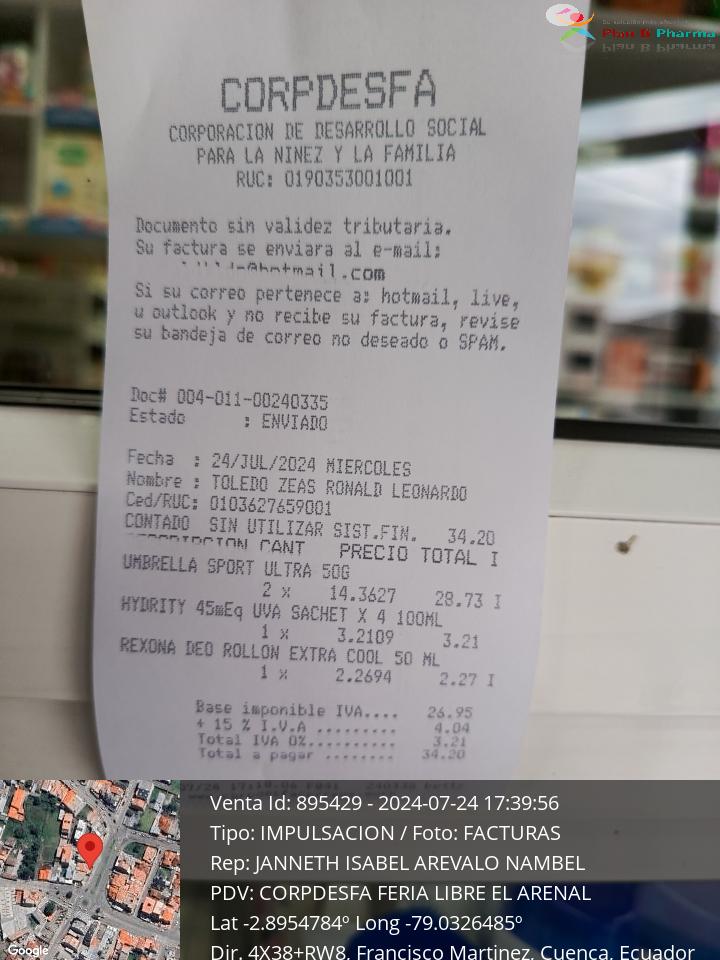 Plau & Pharma
CORPDESFA
CORPORACION DE DESARROLLO SOCIAL
PARA LA NINEZ Y LA FAMILIA
RUC: 0190353001001
Documento sin validez tributaria.
Su factura se enviara al e-mail:
@hotmail.com
Si su correo pertenece a: hotmail, live,
u outlook y no recibe su factura, revise
su bandeja de correo no deseado o SPAM.
Doc# 004-011-00240335
Estado : ENVIADO
Fecha : 24/JUL/2024 MIERCOLES
Nombre : TOLEDO ZEAS RONALD LEONARDO
Ced/RUC: 0103627659001
CONTADO SIN UTILIZAR SIST.FIN. 34.20
CANT PRECIO TOTAL I
UMBRELLA SPORT ULTRA 50G
2 x 14.3627 28.73 I
HYDRITY 45mEq UVA SACHET X 4 100ML
1 x 3.2109 3.21
REXONA DEO ROLLON EXTRA COOL 50 ML
1 x 2.2694 2.27 I
Base imponible IVA.... 26.95
+ 15 % I.V.A ......... 4.04
Total IVA 0%.......... 3.21
Total a pagar ........ 34.20
Venta Id: 895429 - 2024-07-24 17:39:56
Tipo: IMPULSACION / Foto: FACTURAS
Rep: JANNETH ISABEL AREVALO NAMBEL
PDV: CORPDESFA FERIA LIBRE EL ARENAL
Lat -2.8954784º Long -79.0326485º
Dir. 4X38+RW8, Francisco Martinez, Cuenca, Ecuador
Google